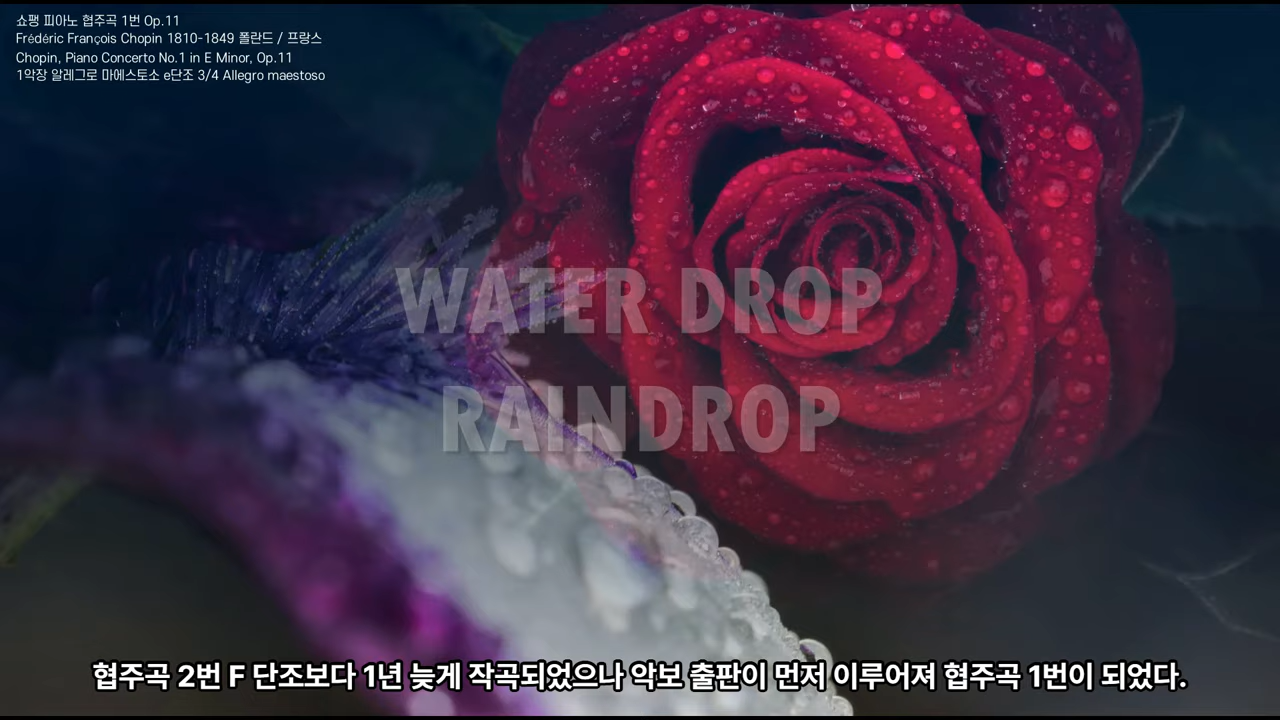 쇼팽 피아노 협주곡 1번 Op.11
Frédéric François Chopin 1810-1849 폴란드 / 프랑스
Chopin, Piano Concerto No.1 in E Minor, Op.11
1악장 알레그로 마에스토소 e단조 3/4 Allegro maestoso
WATER DROP
RAINDROP
협주곡 2번 F 단조보다 1년 늦게 작곡되었으나 악보 출판이 먼저 이루어져 협주곡 1번이 되었다.